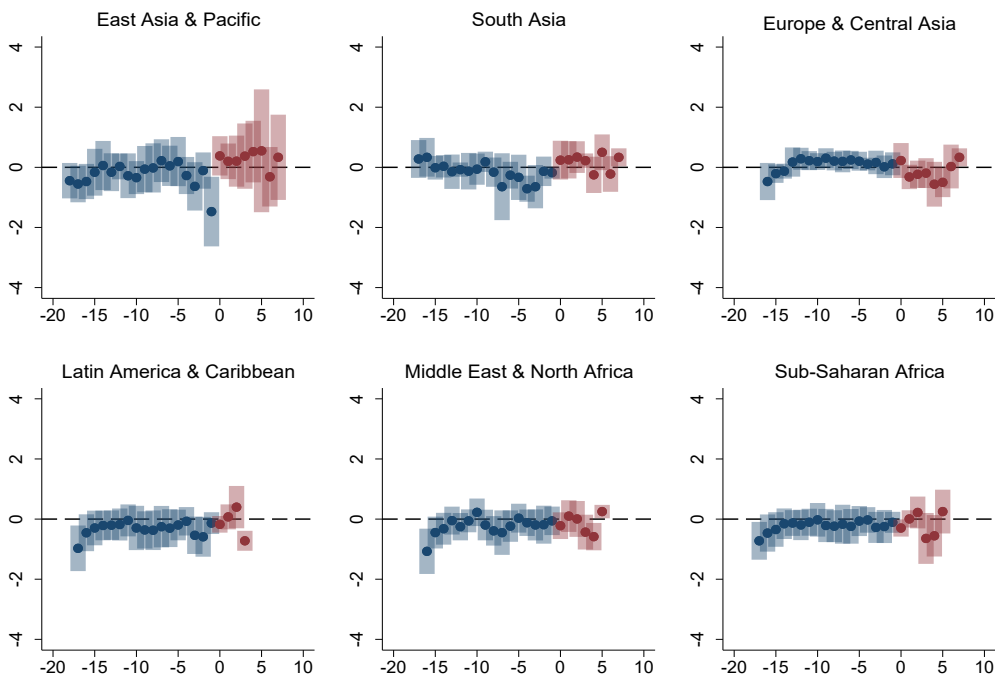 East Asia & Pacific
4
2
0
-2
-4
-20 -15 -10 -5 0 5 10
South Asia
4
2
0
-2
-4
-20 -15 -10 -5 0 5 10
Europe & Central Asia
4
2
0
-2
-4
-20 -15 -10 -5 0 5 10
Latin America & Caribbean
4
2
0
-2
-4
-20 -15 -10 -5 0 5 10
Middle East & North Africa
4
2
0
-2
-4
-20 -15 -10 -5 0 5 10
Sub-Saharan Africa
4
2
0
-2
-4
-20 -15 -10 -5 0 5 10